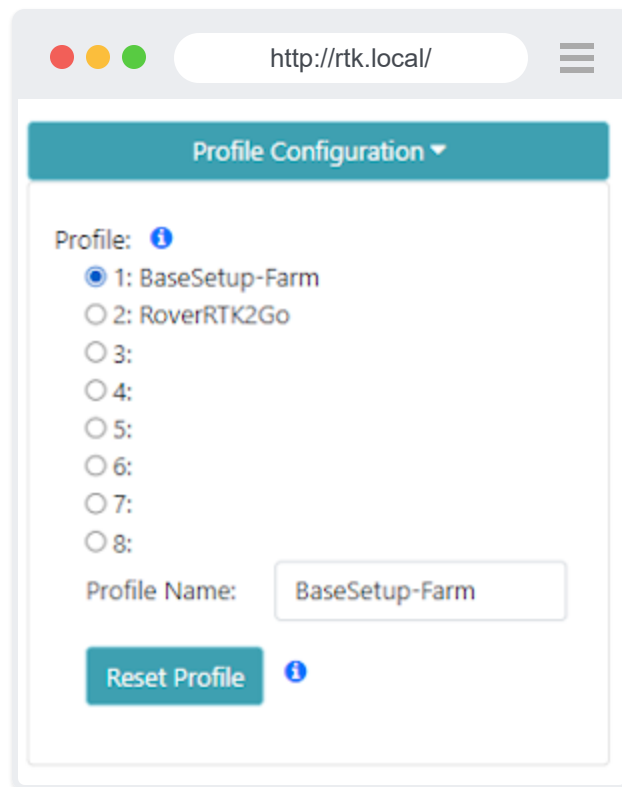 http://rtk.local/
Profile Configuration
Profile:
1: BaseSetup-Farm
2: RoverRTK2Go
3:
4:
5:
6:
7:
8:
Profile Name: BaseSetup-Farm
Reset Profile